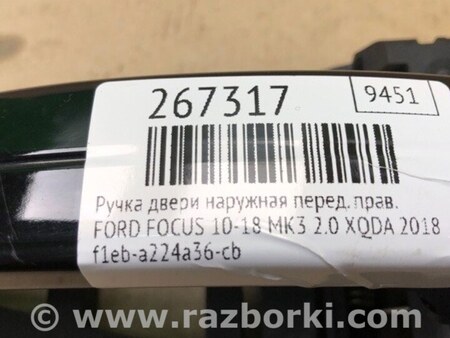 267317
9451
Ручка двери наружная перед. прав.
FORD FOCUS 10-18 MK3 2.0 XQDA 2018
f1eb-a224a36-cb
© www.razborki.com